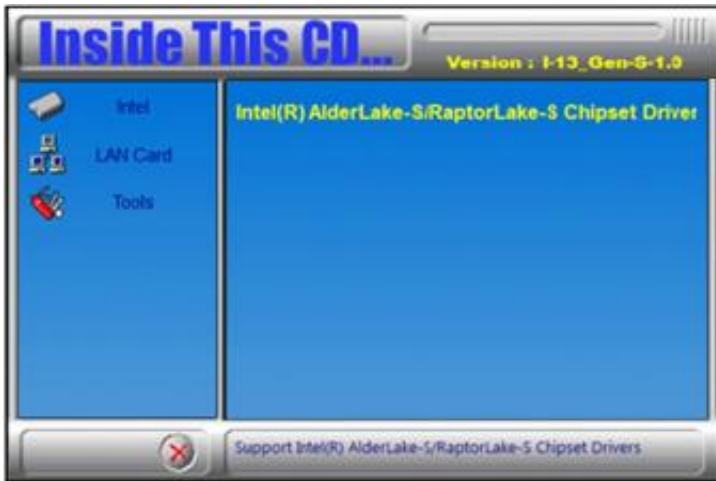 Inside This CD...
Version : I-13_Gen-S-1.0
Intel
LAN Card
Tools
Intel(R) AlderLake-S/RaptorLake-S Chipset Driver
Support Intel(R) AlderLake-S/RaptorLake-S Chipset Drivers